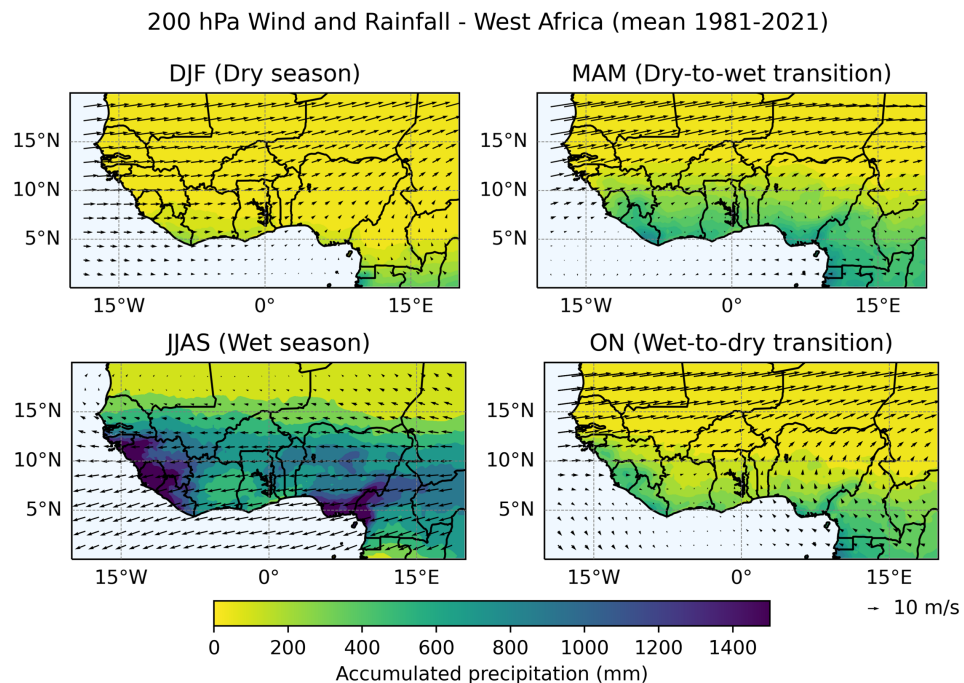 200 hPa Wind and Rainfall - West Africa (mean 1981-2021)
DJF (Dry season)
MAM (Dry-to-wet transition)
15°N
10°N
5°N
15°N
10°N
5°N
15°W 0° 15°E
15°W 0° 15°E
JJAS (Wet season)
ON (Wet-to-dry transition)
15°N
10°N
5°N
15°N
10°N
5°N
15°W 0° 15°E
15°W 0° 15°E
10 m/s
0 200 400 600 800 1000 1200 1400
Accumulated precipitation (mm)